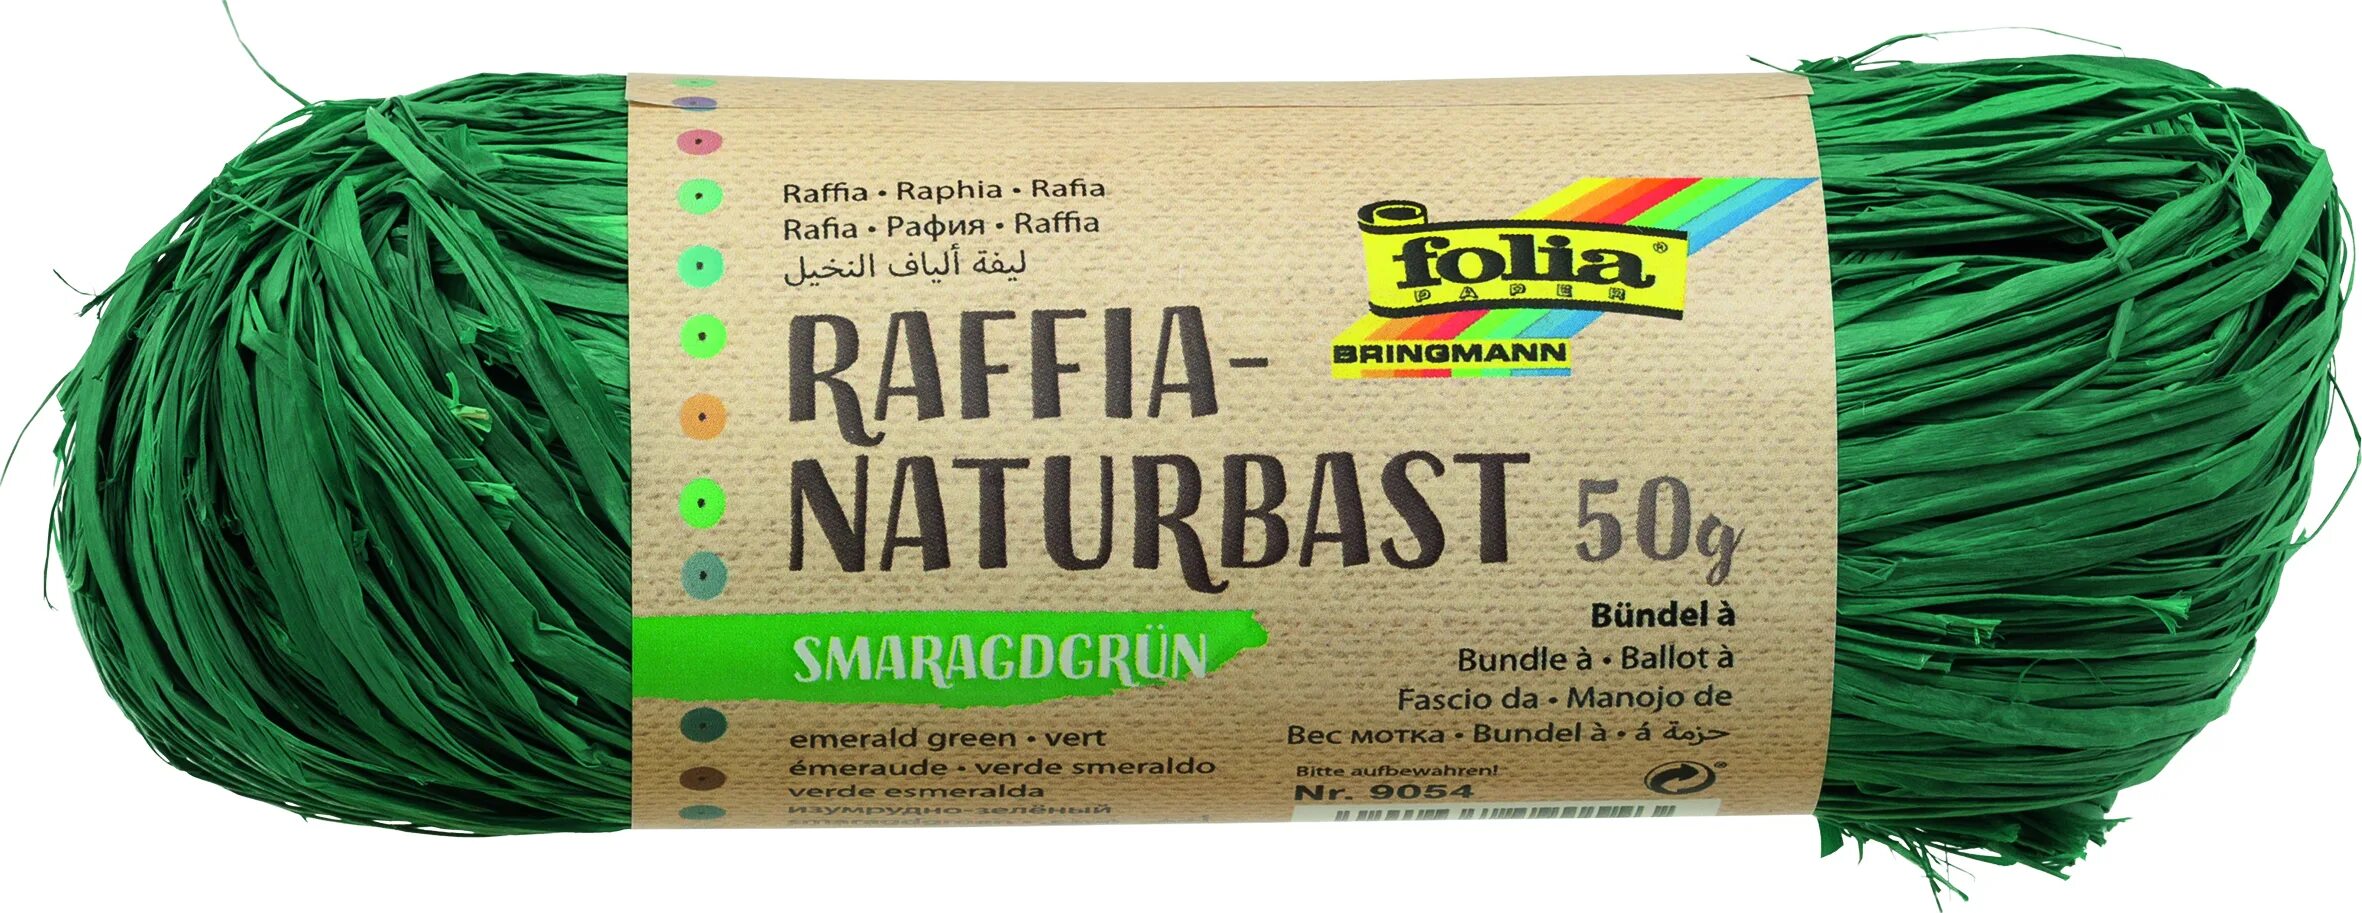 Raffia • Raphia • Rafia
Rafia • Рафия • Raffia
ليفة ألياف النخيل
folia®
PAPER
BRINGMANN
RAFFIA-
NATURBAST 50g
SMARAGDGRÜN
Bündel à
Bundle à • Ballot à
Fascio da • Manojo de
Вес мотка • Bundel à • á حزمة
emerald green • vert
émeraude • verde smeraldo
verde esmeralda
изумрудно-зелёный
Bitte aufbewahren!
Nr. 9054